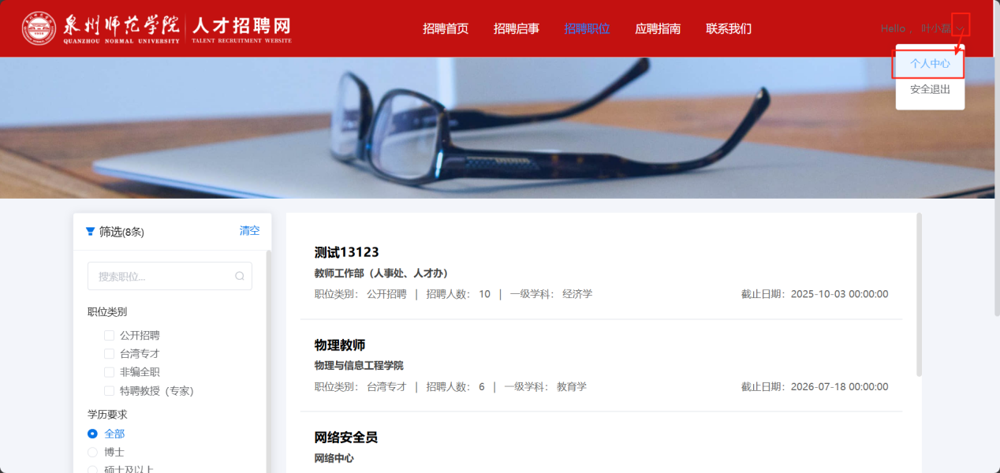 泉州师范学院 人才招聘网
QUANZHOU NORMAL UNIVERSITY TALENT RECRUITMENT WEBSITE
招聘首页 招聘启事 招聘职位 应聘指南 联系我们
Hello ， 叶小磊
个人中心
安全退出
筛选(8条) 清空
搜索职位...
职位类别
公开招聘
台湾专才
非编全职
特聘教授（专家）
学历要求
全部
博士
硕士及以上
测试13123
教师工作部（人事处、人才办）
职位类别： 公开招聘 | 招聘人数： 10 | 一级学科： 经济学 截止日期：2025-10-03 00:00:00
物理教师
物理与信息工程学院
职位类别： 台湾专才 | 招聘人数： 6 | 一级学科： 教育学 截止日期：2026-07-18 00:00:00
网络安全员
网络中心